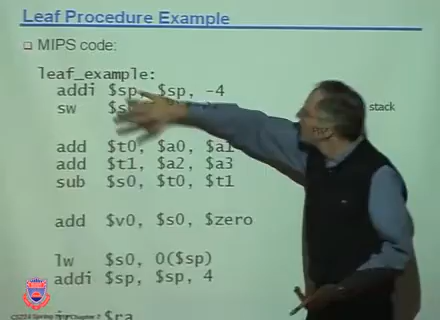 Leaf Procedure Example
MIPS code:
leaf_example:
addi $sp, $sp, -4
sw $s
stack
add $t0, $a0, $a1
add $t1, $a2, $a3
sub $s0, $t0, $t1
add $v0, $s0, $zero
lw $s0, 0($sp)
addi $sp, $sp, 4
$ra